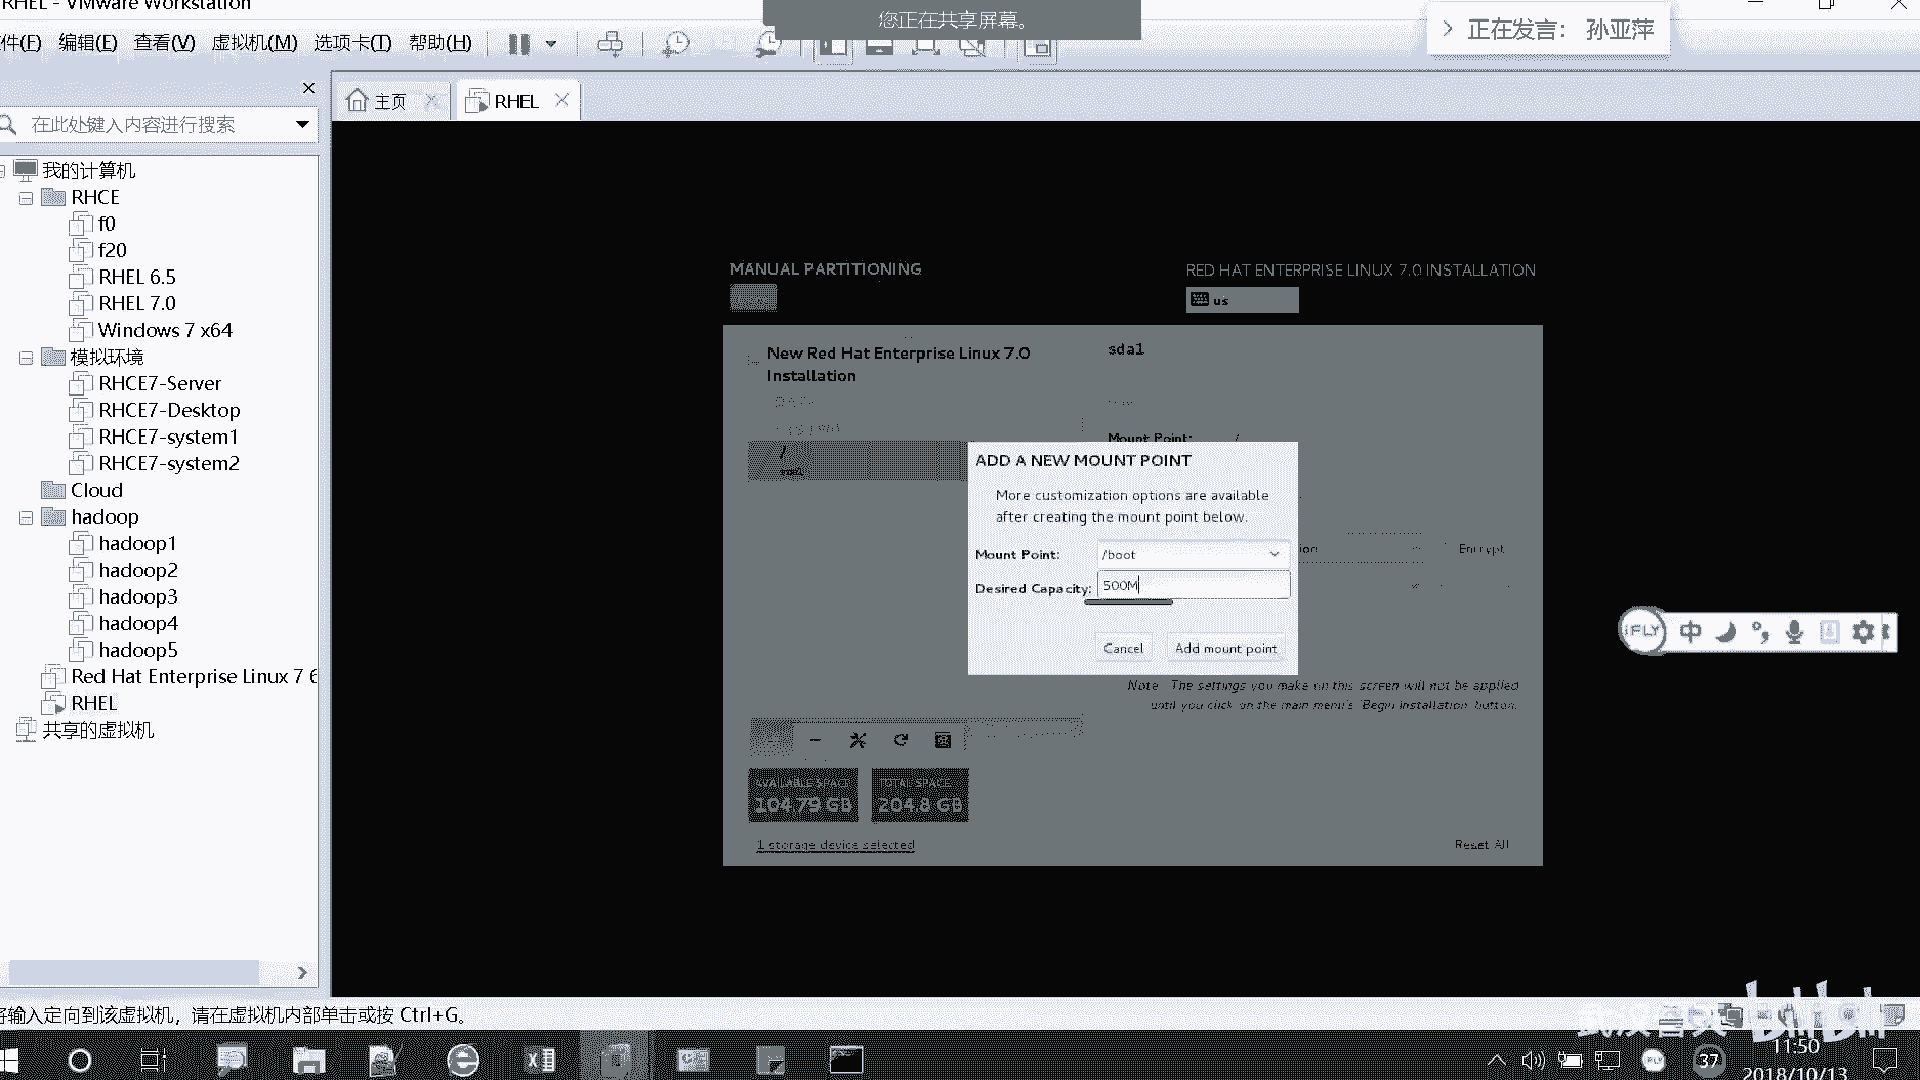 RHEL - VMware Workstation
您正在共享屏幕。
正在发言： 孙亚萍
件(F) 编辑(E) 查看(V) 虚拟机(M) 选项卡(T) 帮助(H)
主页
RHEL
在此处键入内容进行搜索
我的计算机
RHCE
f0
f20
RHEL 6.5
RHEL 7.0
Windows 7 x64
模拟环境
RHCE7-Server
RHCE7-Desktop
RHCE7-system1
RHCE7-system2
Cloud
hadoop
hadoop1
hadoop2
hadoop3
hadoop4
hadoop5
Red Hat Enterprise Linux 7 6
RHEL
共享的虚拟机
MANUAL PARTITIONING
RED HAT ENTERPRISE LINUX 7.0 INSTALLATION
us
New Red Hat Enterprise Linux 7.0
Installation
DATA
/
sda1
sda1
Mount Point: /
Encrypt
ADD A NEW MOUNT POINT
More customization options are available
after creating the mount point below.
Mount Point: /boot
Desired Capacity: 500M
Cancel Add mount point
Note: The settings you make on this screen will not be applied
until you click on the main menu's 'Begin Installation' button.
AVAILABLE SPACE
104.79 GB
TOTAL SPACE
204.8 GB
1 storage device selected
Reset All
iFLY 中
将输入定向到该虚拟机，请在虚拟机内部单击或按 Ctrl+G。
bilibili
37
11:50
2018/10/13